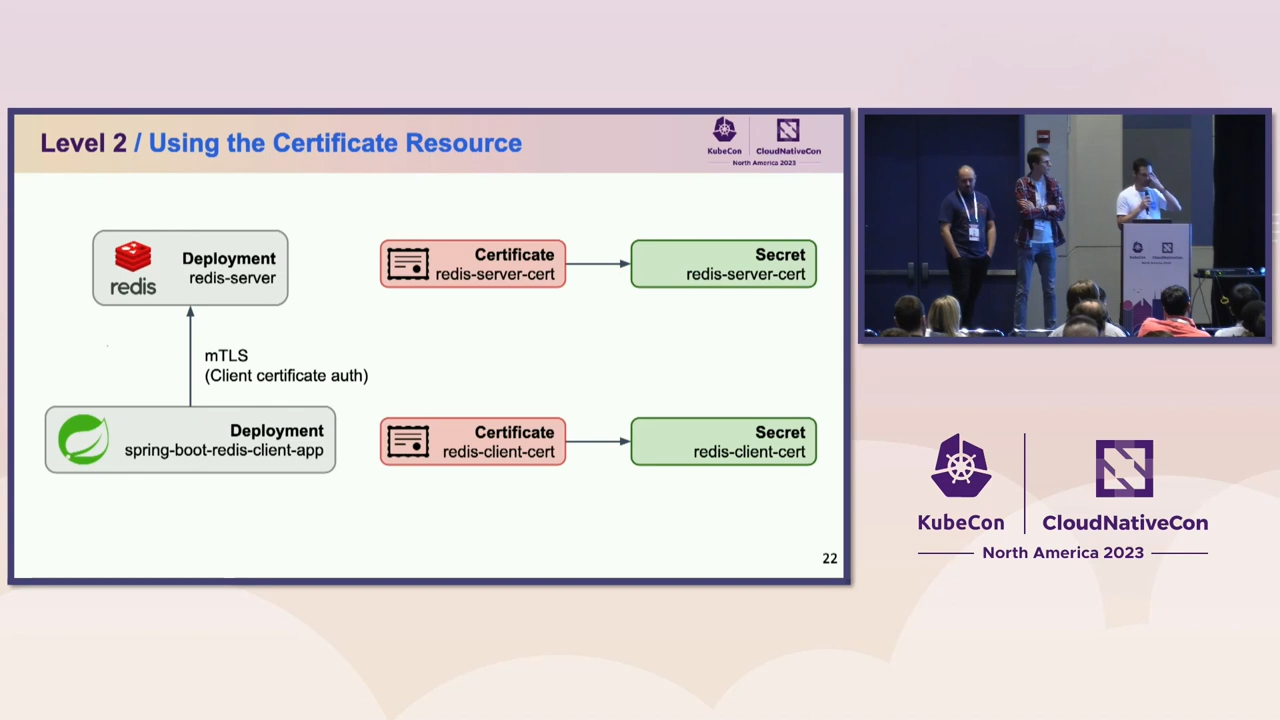 Level 2 / Using the Certificate Resource
KubeCon
CloudNativeCon
North America 2023
redis
Deployment
redis-server
Certificate
redis-server-cert
Secret
redis-server-cert
mTLS
(Client certificate auth)
Deployment
spring-boot-redis-client-app
Certificate
redis-client-cert
Secret
redis-client-cert
22
KubeCon
CloudNativeCon
North America 2023